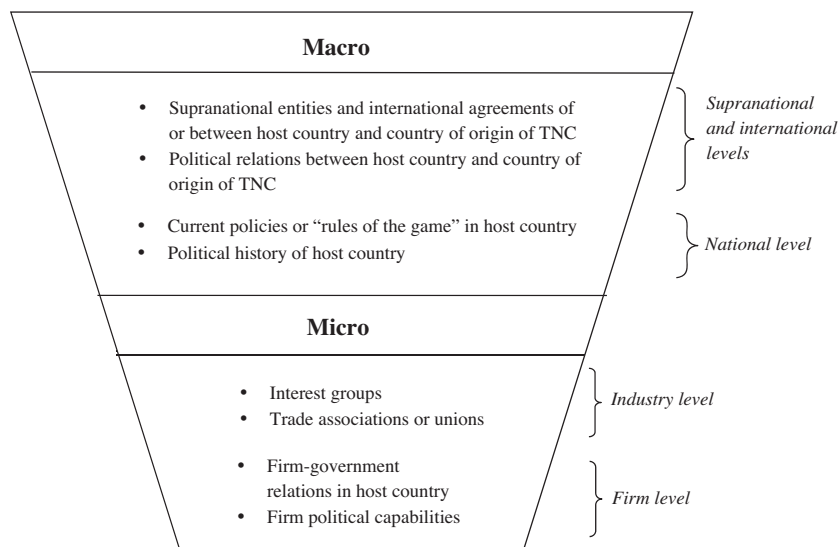 Macro
• Supranational entities and international agreements of
or between host country and country of origin of TNC
• Political relations between host country and country of
origin of TNC
Supranational
and international
levels
• Current policies or “rules of the game” in host country
• Political history of host country
National level
Micro
• Interest groups
• Trade associations or unions
Industry level
• Firm-government
relations in host country
• Firm political capabilities
Firm level